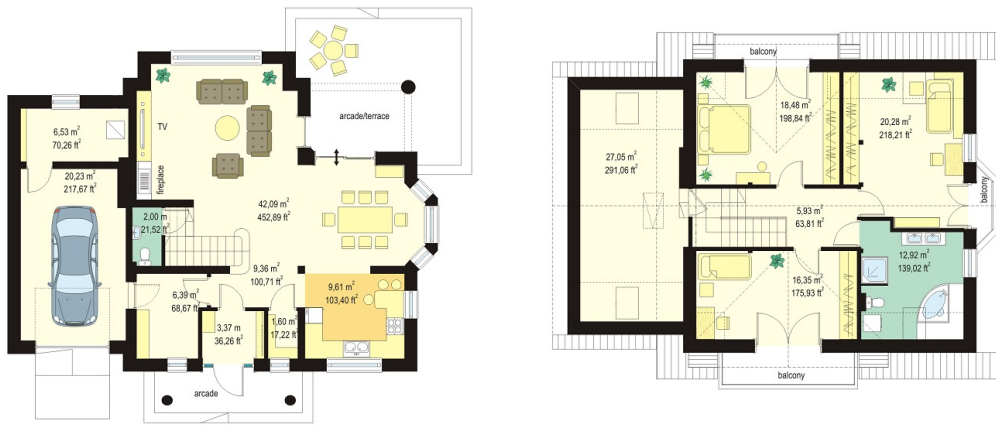 6,53 m²
70,26 ft²
20,23 m²
217,67 ft²
TV
fireplace
arcade/terrace
2,00 m
21,52 ft²
42,09 m²
452,89 ft²
9,36 m²
100,71 ft²
6,39 m²
68,67 ft²
3,37 m
36,26 ft²
1,60 m²
17,22 ft²
9,61 m²
103,40 ft²
arcade
balcony
27,05 m²
291,06 ft²
18,48 m²
198,84 ft²
20,28 m²
218,21 ft²
balcony
5,93 m²
63,81 ft²
16,35 m²
175,93 ft²
12,92 m²
139,02 ft²
balcony